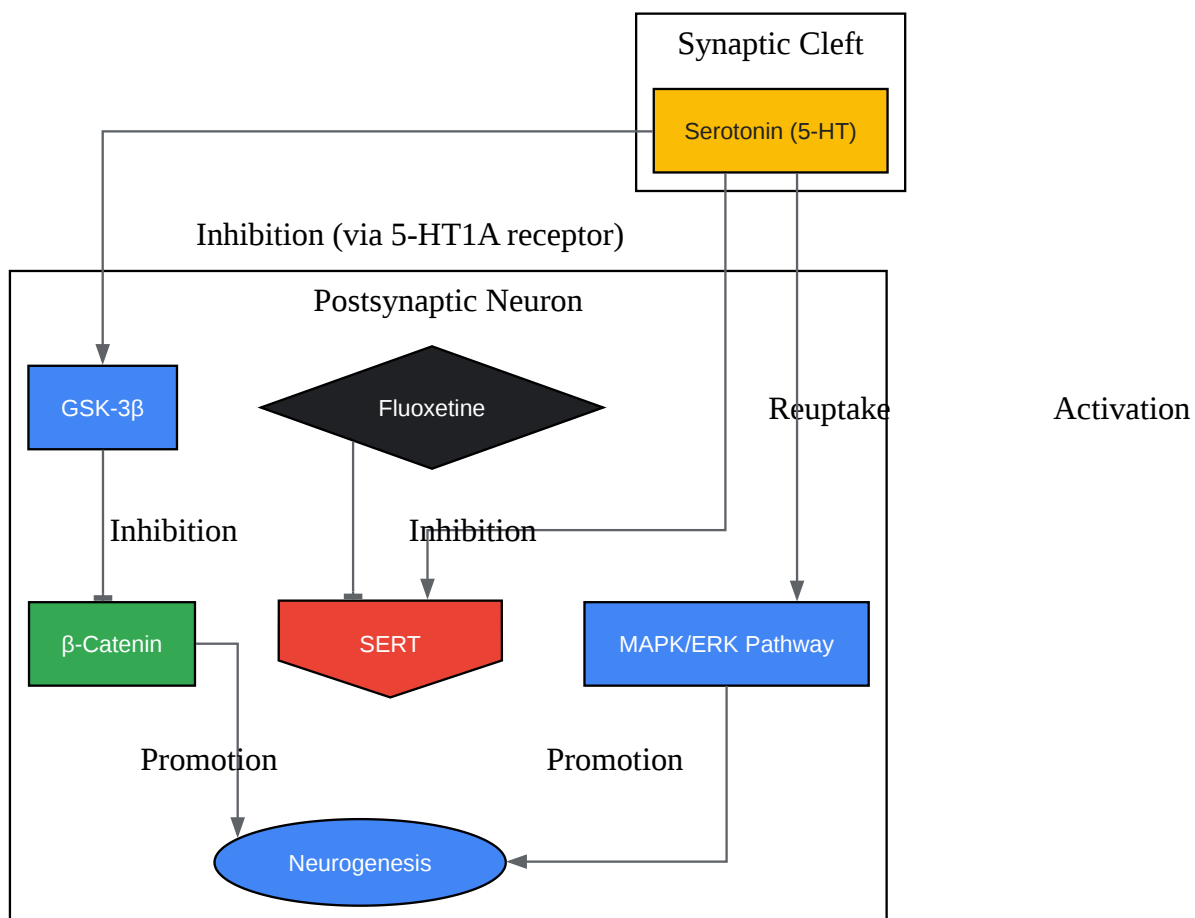 Synaptic Cleft
Serotonin (5-HT)
Inhibition (via 5-HT1A receptor)
Postsynaptic Neuron
GSK-3β
Fluoxetine
Reuptake
Activation
Inhibition
Inhibition
β-Catenin
SERT
MAPK/ERK Pathway
Promotion
Promotion
Neurogenesis